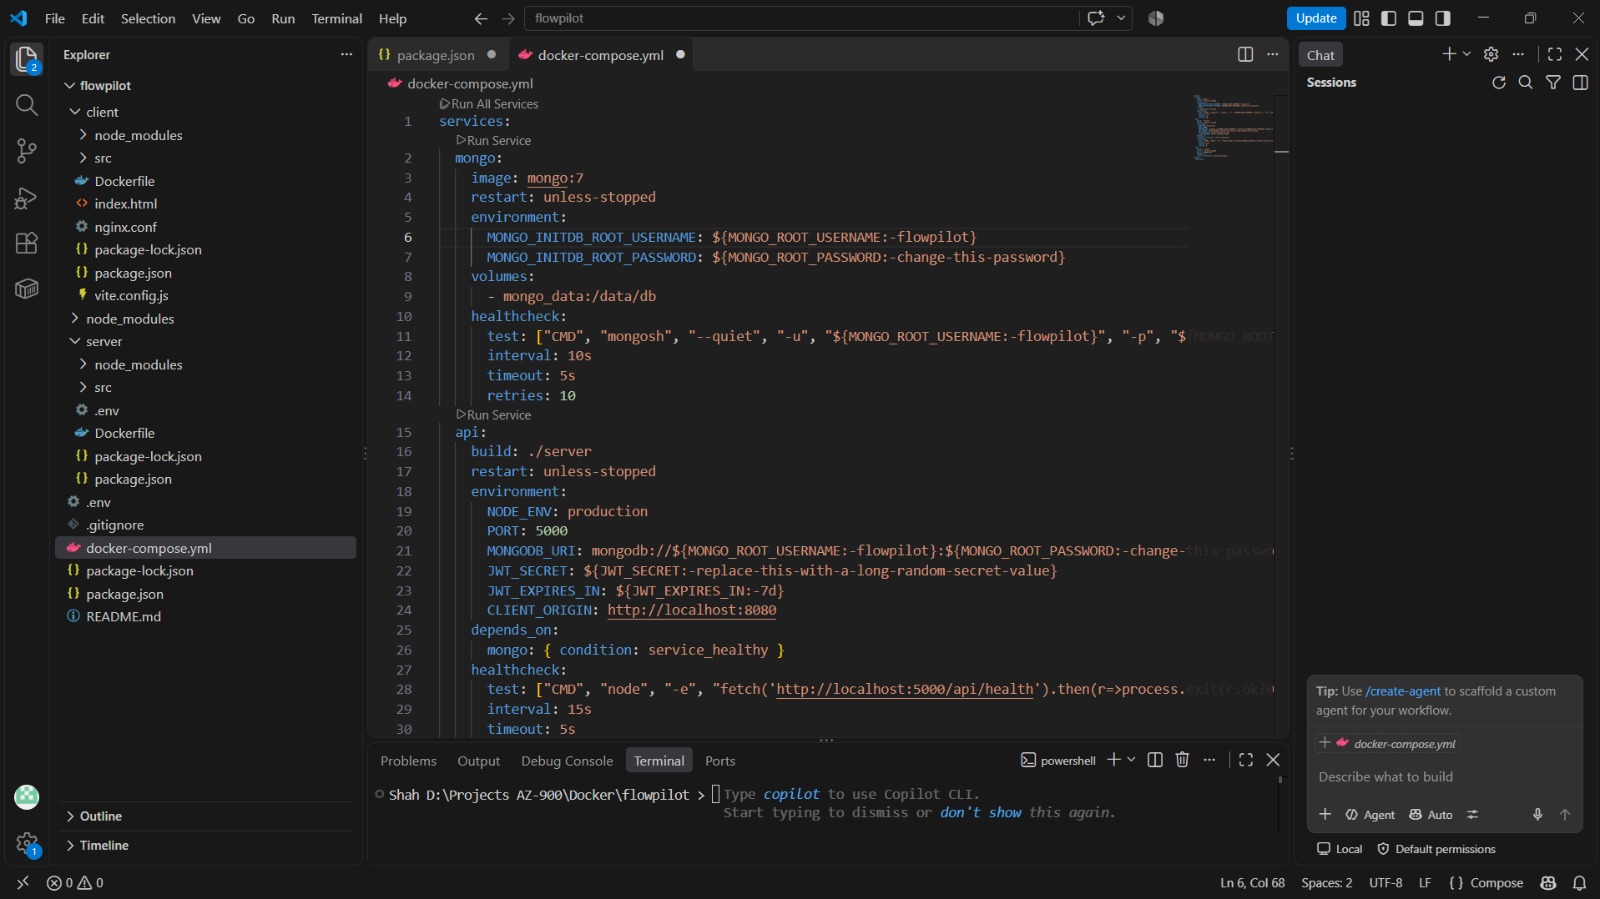 File Edit Selection View Go Run Terminal Help
flowpilot
Update
Explorer
2
flowpilot
client
node_modules
src
Dockerfile
index.html
nginx.conf
package-lock.json
package.json
vite.config.js
node_modules
server
node_modules
src
.env
Dockerfile
package-lock.json
package.json
.env
.gitignore
docker-compose.yml
package-lock.json
package.json
README.md
Outline
Timeline
1
package.json
docker-compose.yml
docker-compose.yml
Run All Services
1 services:
Run Service
2 mongo:
3 image: mongo:7
4 restart: unless-stopped
5 environment:
6 MONGO_INITDB_ROOT_USERNAME: ${MONGO_ROOT_USERNAME:-flowpilot}
7 MONGO_INITDB_ROOT_PASSWORD: ${MONGO_ROOT_PASSWORD:-change-this-password}
8 volumes:
9 - mongo_data:/data/db
10 healthcheck:
11 test: ["CMD", "mongosh", "--quiet", "-u", "${MONGO_ROOT_USERNAME:-flowpilot}", "-p", "${MONGO_ROOT
12 interval: 10s
13 timeout: 5s
14 retries: 10
Run Service
15 api:
16 build: ./server
17 restart: unless-stopped
18 environment:
19 NODE_ENV: production
20 PORT: 5000
21 MONGODB_URI: mongodb://${MONGO_ROOT_USERNAME:-flowpilot}:${MONGO_ROOT_PASSWORD:-change-this-passwo
22 JWT_SECRET: ${JWT_SECRET:-replace-this-with-a-long-random-secret-value}
23 JWT_EXPIRES_IN: ${JWT_EXPIRES_IN:-7d}
24 CLIENT_ORIGIN: http://localhost:8080
25 depends_on:
26 mongo: { condition: service_healthy }
27 healthcheck:
28 test: ["CMD", "node", "-e", "fetch('http://localhost:5000/api/health').then(r=>process.exit(r.ok?0
29 interval: 15s
30 timeout: 5s
Problems Output Debug Console Terminal Ports
powershell
Shah D:\Projects AZ-900\Docker\flowpilot > Type copilot to use Copilot CLI.
Start typing to dismiss or don't show this again.
Chat
Sessions
Tip: Use /create-agent to scaffold a custom
agent for your workflow.
docker-compose.yml
Describe what to build
Agent Auto
Local Default permissions
0 0
Ln 6, Col 68 Spaces: 2 UTF-8 LF { } Compose